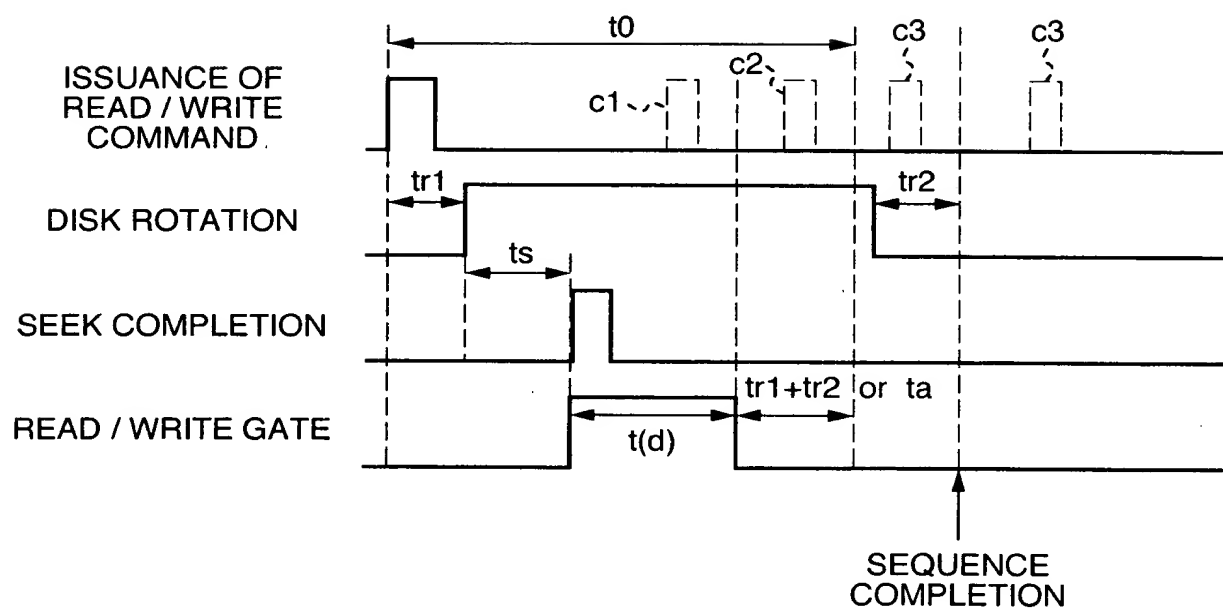 t0
c3
c3
ISSUANCE OF
READ / WRITE
COMMAND
c1
c2
tr1
tr2
DISK ROTATION
ts
SEEK COMPLETION
tr1+tr2 or ta
READ / WRITE GATE
t(d)
SEQUENCE
COMPLETION